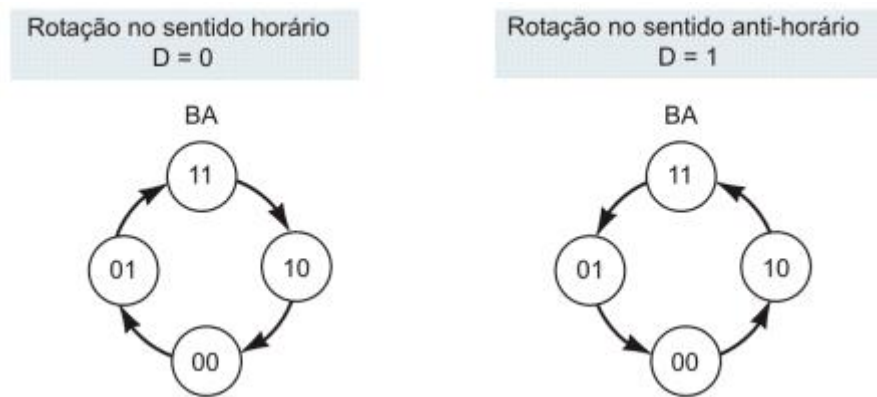 Rotação no sentido horário
D = 0
BA
11
01
10
00
Rotação no sentido anti-horário
D = 1
BA
11
01
10
00